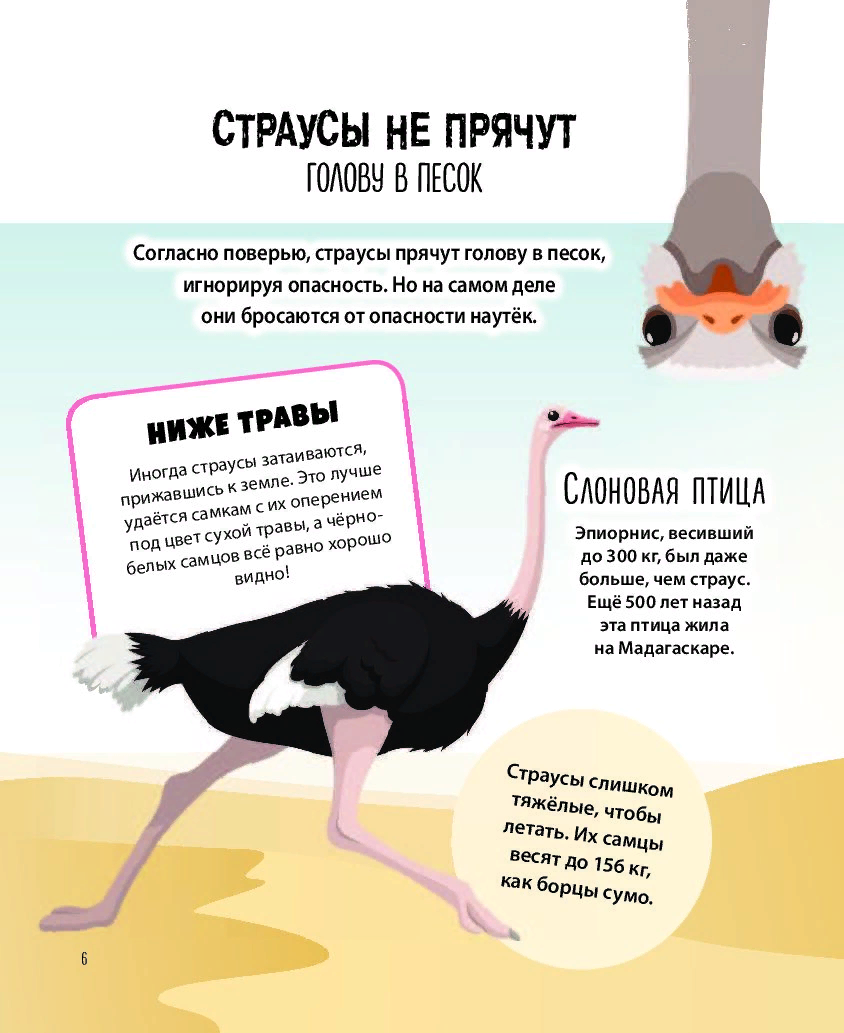 СТРАУСЫ НЕ ПРЯЧУТ
ГОЛОВУ В ПЕСОК
Согласно поверью, страусы прячут голову в песок,
игнорируя опасность. Но на самом деле
они бросаются от опасности наутёк.
НИЖЕ ТРАВЫ
Иногда страусы затаиваются,
прижавшись к земле. Это лучше
удаётся самкам с их оперением
под цвет сухой травы, а чёрно-
белых самцов всё равно хорошо
видно!
СЛОНОВАЯ ПТИЦА
Эпиорнис, весивший
до 300 кг, был даже
больше, чем страус.
Ещё 500 лет назад
эта птица жила
на Мадагаскаре.
Страусы слишком
тяжёлые, чтобы
летать. Их самцы
весят до 156 кг,
как борцы сумо.
6